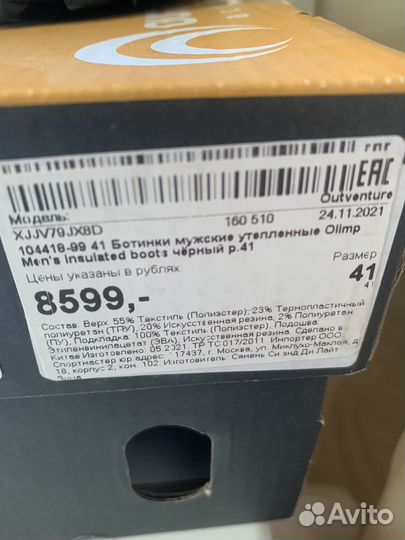 EAC
Outventure
Модель:
160 510
24.11.2021
XJJV79JX8D
104418-99 41 Ботинки мужские утепленные Olimp
Men's insulated boots чёрный р.41
Цены указаны в рублях
Размер
41
41
8599,-
Состав: Верх: 55% Текстиль (Полиэстер); 23% Термопластичный
полиуретан (ТПУ), 20% Искусственная резина, 2% Полиуретан
(ПУ), Подкладка: 100% Текстиль (Полиэстер), Подошва:
Этиленвинилацетат (ЭВА), Искусственная резина. Сделано в:
Китае Изготовлено: 05.2321 ТР ТС 017/2011. Импортер ООО
Спортмастер юр адрес : 17437, г. Москва, ул. Миклухо-Маклая, д.
18, корпус 2, ком. 102. Изготовитель: Сямень Си энд Ди Лайт
Avito